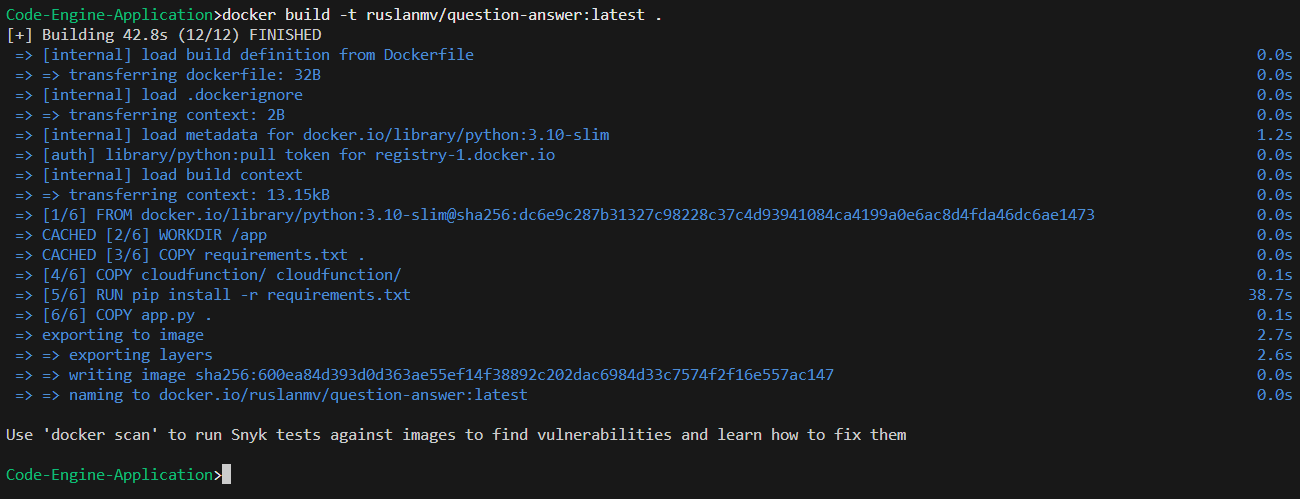 Code-Engine-Application>docker build -t ruslanmv/question-answer:latest .
[+] Building 42.8s (12/12) FINISHED
=> [internal] load build definition from Dockerfile 0.0s
=> => transferring dockerfile: 32B 0.0s
=> [internal] load .dockerignore 0.0s
=> => transferring context: 2B 0.0s
=> [internal] load metadata for docker.io/library/python:3.10-slim 1.2s
=> [auth] library/python:pull token for registry-1.docker.io 0.0s
=> [internal] load build context 0.0s
=> => transferring context: 13.15kB 0.0s
=> [1/6] FROM docker.io/library/python:3.10-slim@sha256:dc6e9c287b31327c98228c37c4d93941084ca4199a0e6ac8d4fda46dc6ae1473 0.0s
=> CACHED [2/6] WORKDIR /app 0.0s
=> CACHED [3/6] COPY requirements.txt . 0.0s
=> [4/6] COPY cloudfunction/ cloudfunction/ 0.1s
=> [5/6] RUN pip install -r requirements.txt 38.7s
=> [6/6] COPY app.py . 0.1s
=> exporting to image 2.7s
=> => exporting layers 2.6s
=> => writing image sha256:600ea84d393d0d363ae55ef14f38892c202dac6984d33c7574f2f16e557ac147 0.0s
=> => naming to docker.io/ruslanmv/question-answer:latest 0.0s
Use 'docker scan' to run Snyk tests against images to find vulnerabilities and learn how to fix them
Code-Engine-Application>